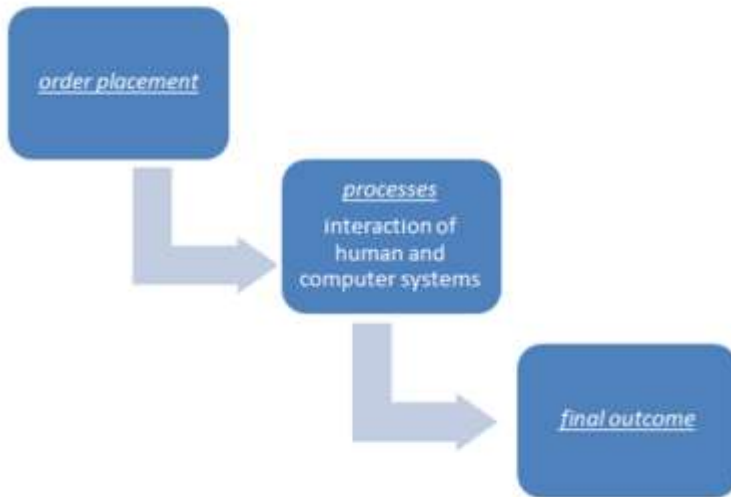 order placement
processes
interaction of
human and
computer systems
final outcome